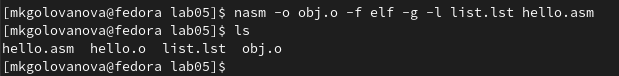 [mkgolovanova@fedora lab05]$ nasm -o obj.o -f elf -g -l list.lst hello.asm
[mkgolovanova@fedora lab05]$ ls
hello.asm  hello.o  list.lst  obj.o
[mkgolovanova@fedora lab05]$